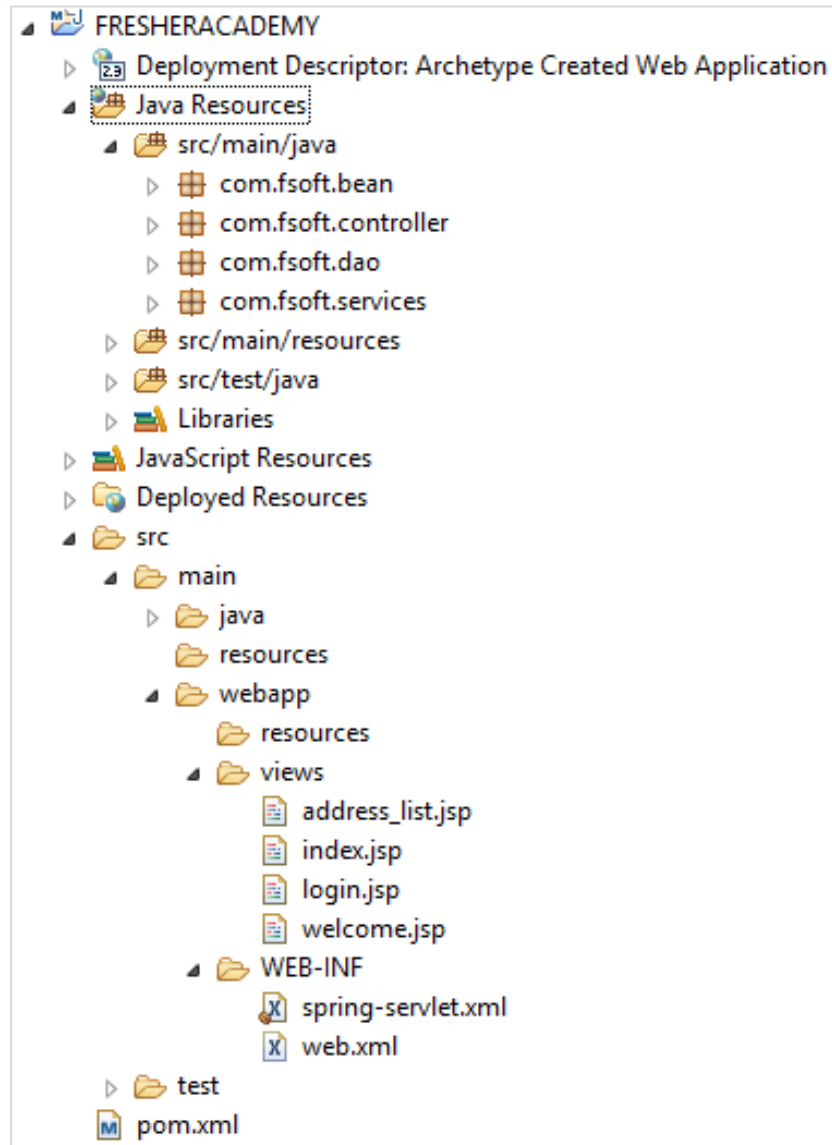 FRESHERACADEMY
Deployment Descriptor: Archetype Created Web Application
Java Resources
src/main/java
com.fsoft.bean
com.fsoft.controller
com.fsoft.dao
com.fsoft.services
src/main/resources
src/test/java
Libraries
JavaScript Resources
Deployed Resources
src
main
java
resources
webapp
resources
views
address_list.jsp
index.jsp
login.jsp
welcome.jsp
WEB-INF
spring-servlet.xml
web.xml
test
pom.xml